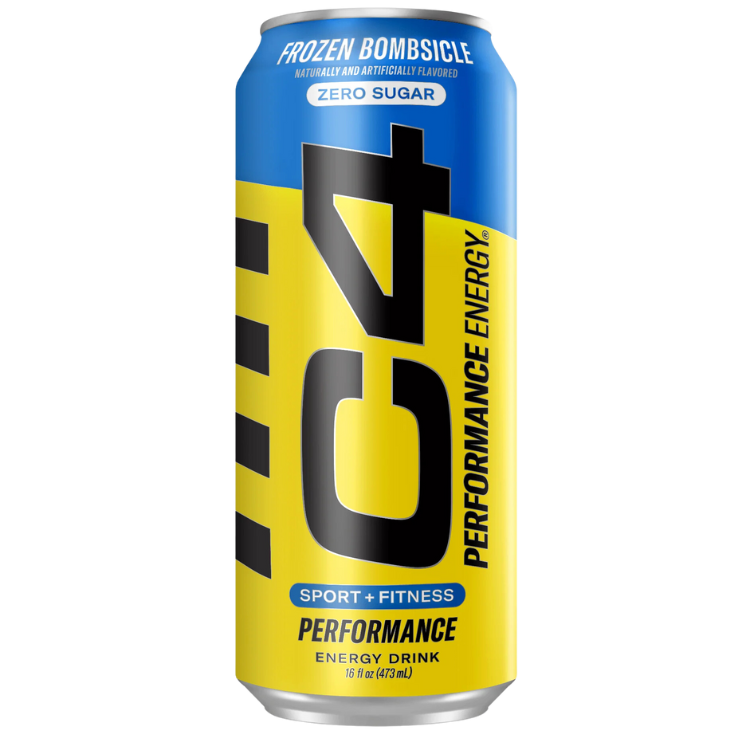 FROZEN BOMBSICLE
NATURALLY AND ARTIFICIALLY FLAVORED
ZERO SUGAR
C4
PERFORMANCE ENERGY®
SPORT + FITNESS
PERFORMANCE
ENERGY DRINK
16 fl oz (473 mL)